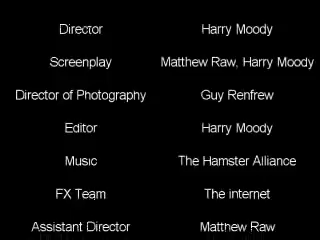 Director Harry Moody
Screenplay Matthew Raw, Harry Moody
Director of Photography Guy Renfrew
Editor Harry Moody
Music The Hamster Alliance
FX Team The internet
Assistant Director Matthew Raw